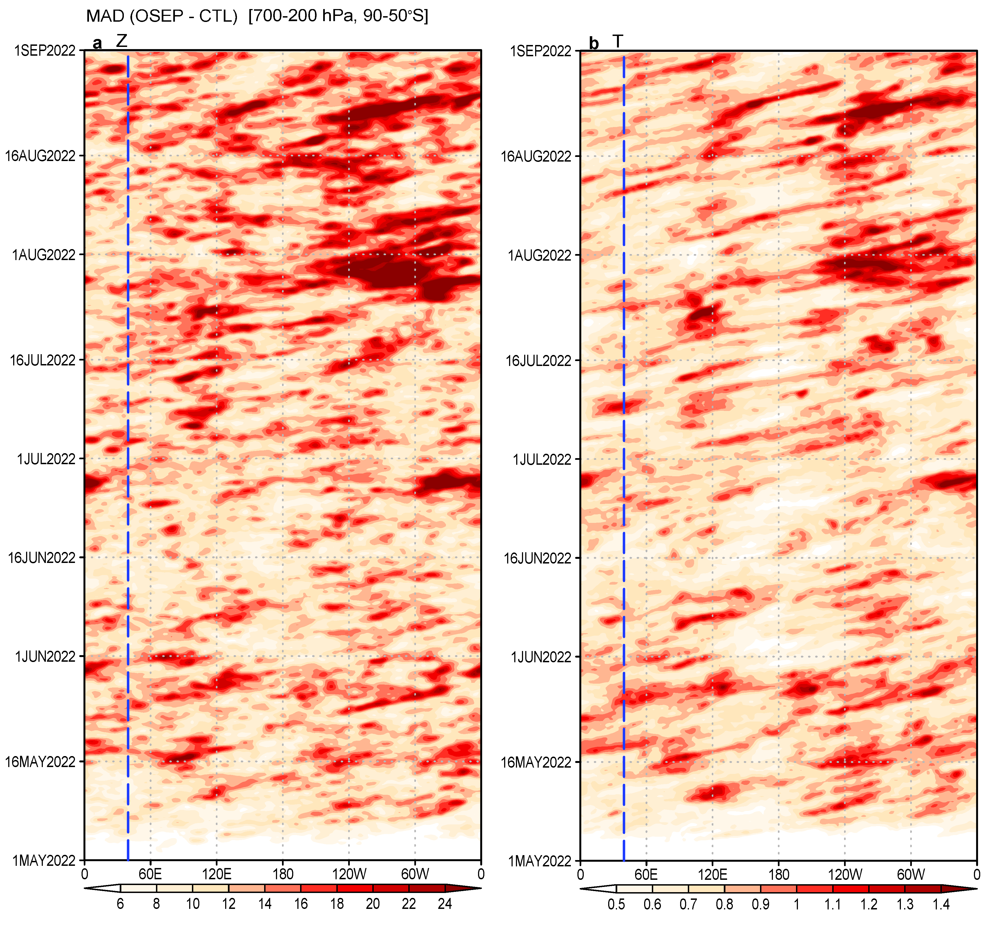 MAD (OSEP - CTL) [700-200 hPa, 90-50°S]
a Z
1SEP2022
16AUG2022
1AUG2022
16JUL2022
1JUL2022
16JUN2022
1JUN2022
16MAY2022
1MAY2022
0 60E 120E 180 120W 60W 0
6 8 10 12 14 16 18 20 22 24
b T
1SEP2022
16AUG2022
1AUG2022
16JUL2022
1JUL2022
16JUN2022
1JUN2022
16MAY2022
1MAY2022
0 60E 120E 180 120W 60W 0
0.5 0.6 0.7 0.8 0.9 1 1.1 1.2 1.3 1.4